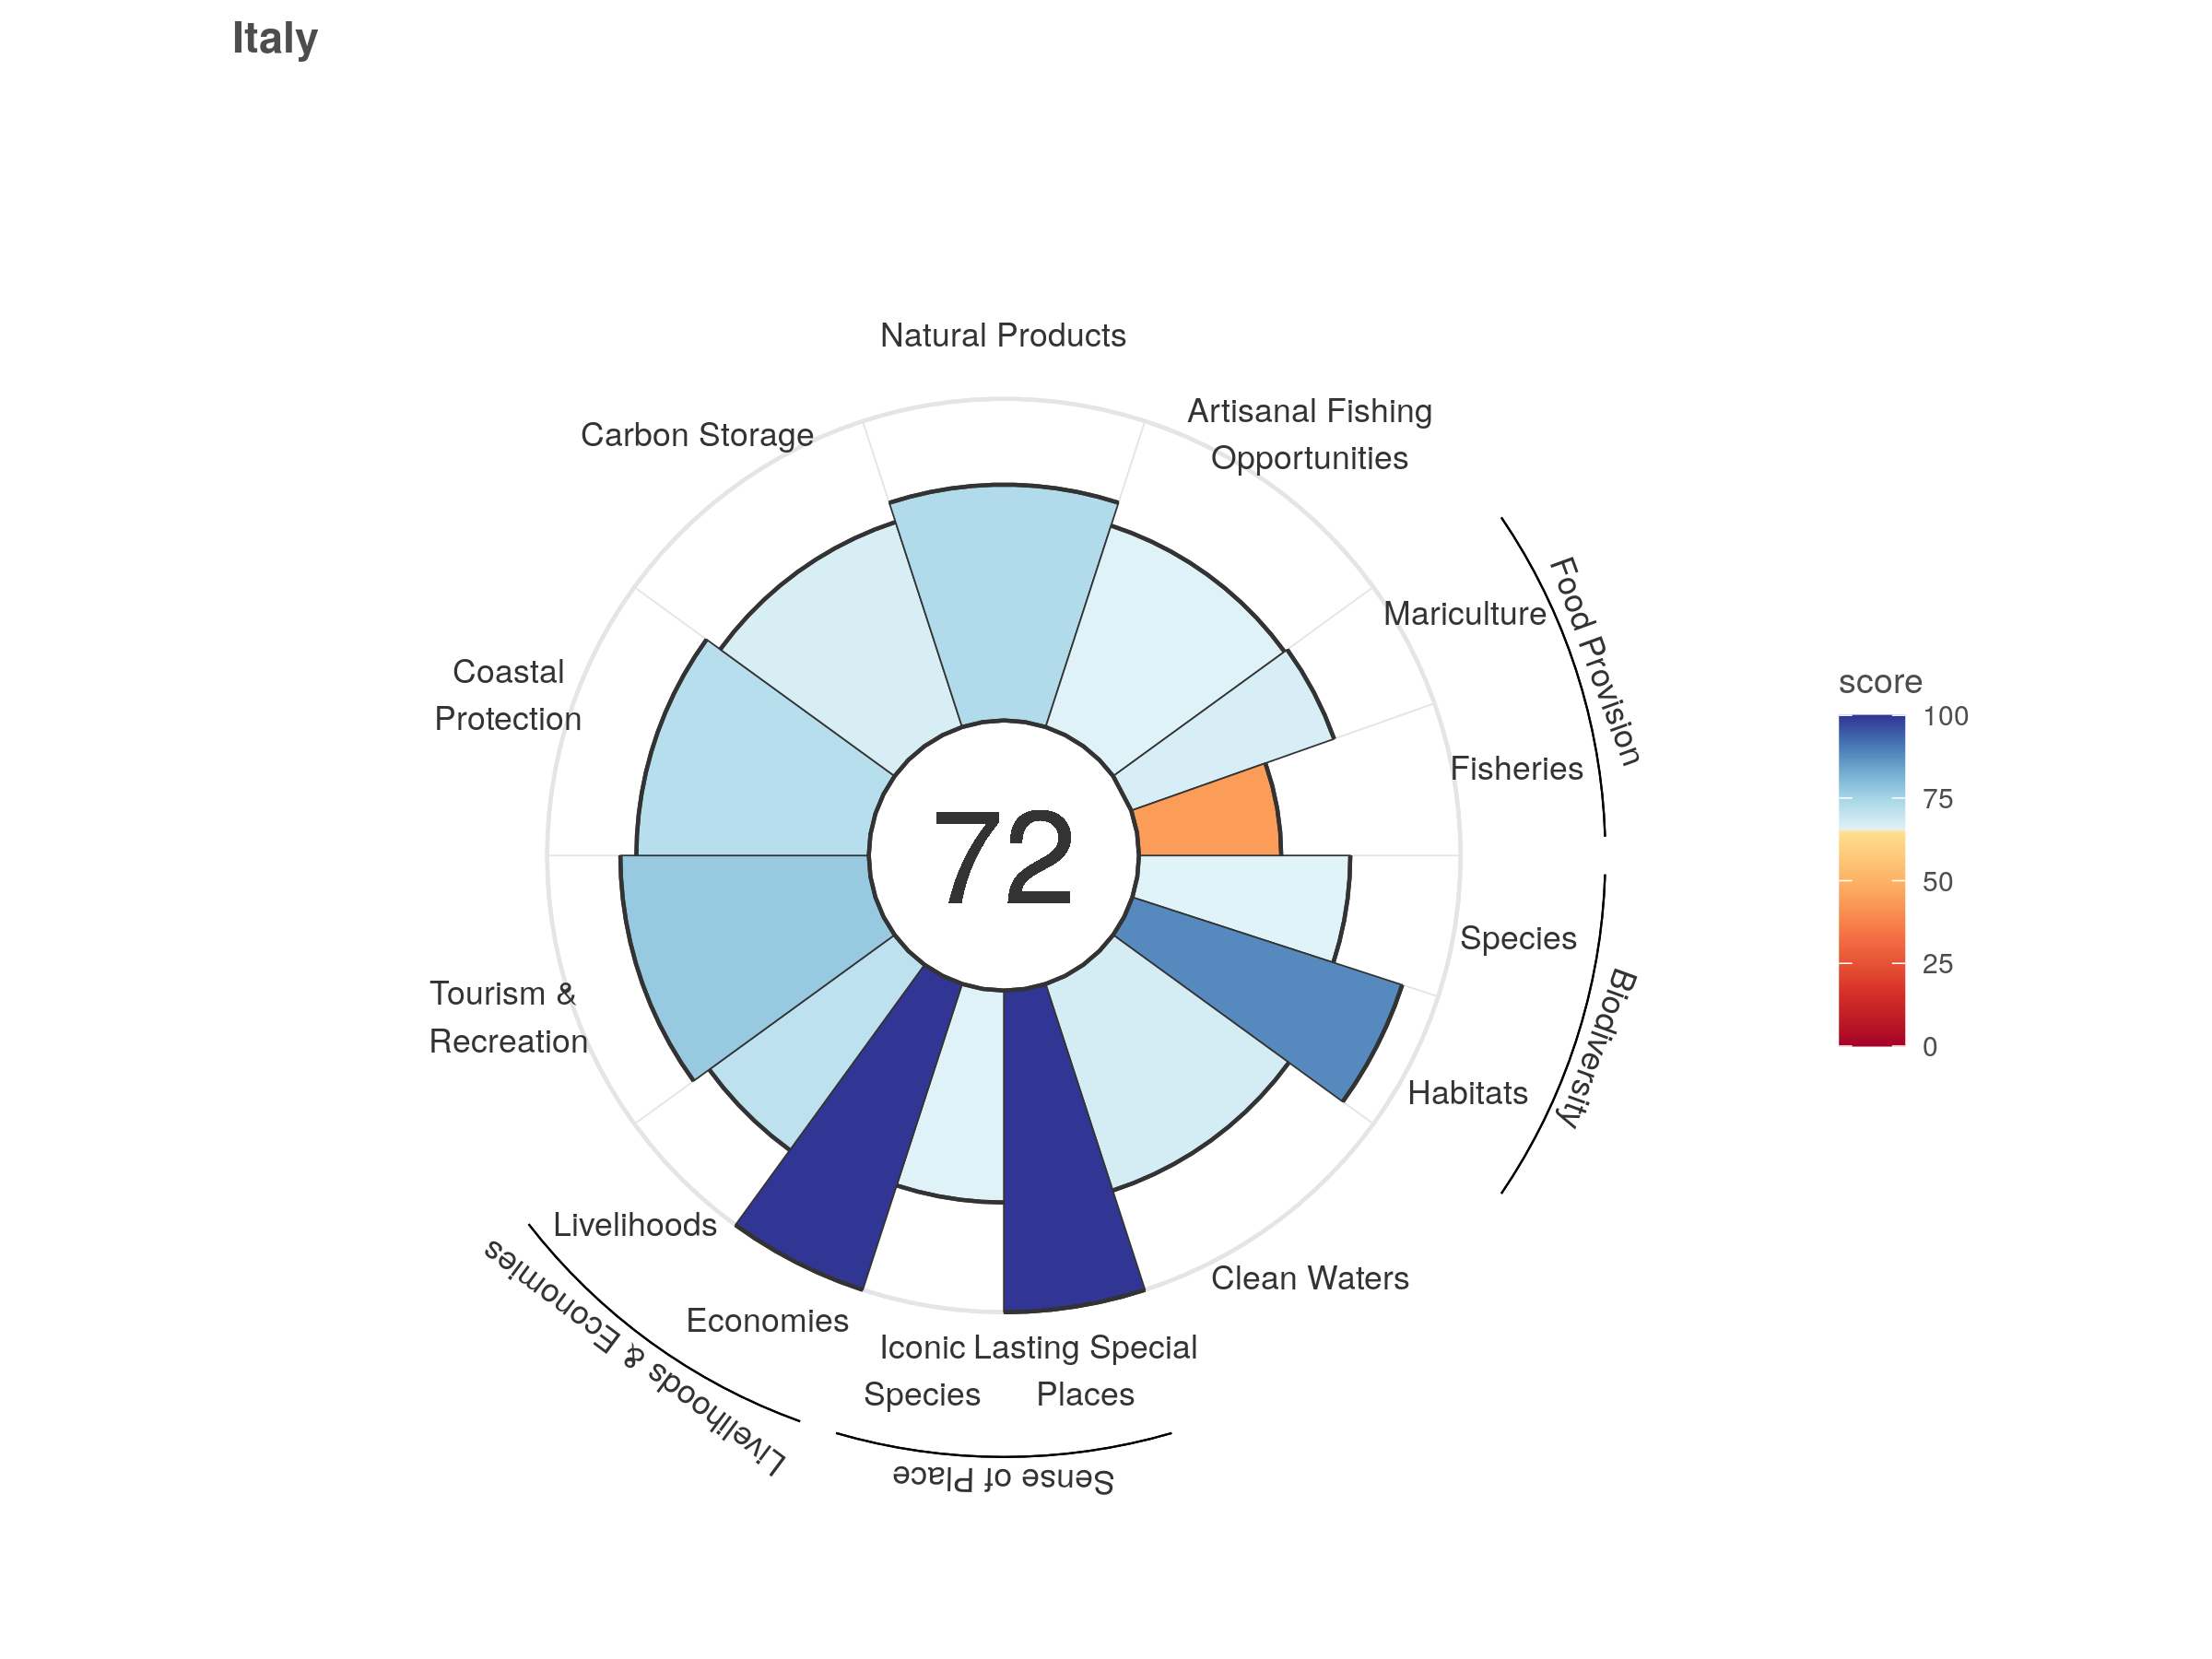 Italy
Natural Products
Artisanal Fishing
Opportunities
Carbon Storage
Mariculture
Food Provision
Coastal
Protection
Fisheries
72
Species
Tourism &
Recreation
Biodiversity
Habitats
Livelihoods
Clean Waters
Economies
Iconic
Species
Lasting Special
Places
Livelihoods & Economies
Sense of Place
score
100
75
50
25
0